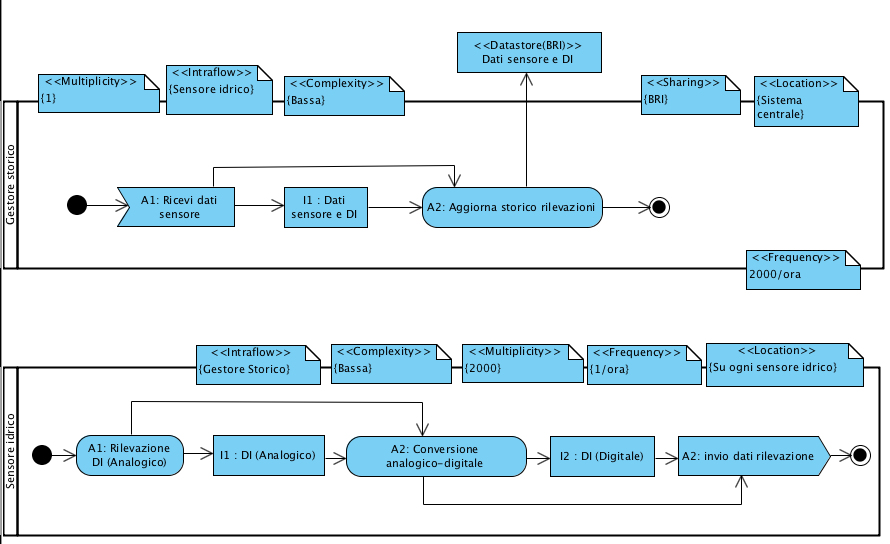 <<Datastore(BRI)>>
Dati sensore e DI
<<Multiplicity>>
{1}
<<Intraflow>>
{Sensore idrico}
<<Complexity>>
{Bassa}
<<Sharing>>
{BRI}
<<Location>>
{Sistema
centrale}
Gestore storico
A1: Ricevi dati
sensore
I1 : Dati
sensore e DI
A2: Aggiorna storico rilevazioni
<<Frequency>>
2000/ora
<<Intraflow>>
{Gestore Storico}
<<Complexity>>
{Bassa}
<<Multiplicity>>
{2000}
<<Frequency>>
{1/ora}
<<Location>>
{Su ogni sensore idrico}
Sensore idrico
A1: Rilevazione
DI (Analogico)
I1 : DI (Analogico)
A2: Conversione
analogico-digitale
I2 : DI (Digitale)
A2: invio dati rilevazione